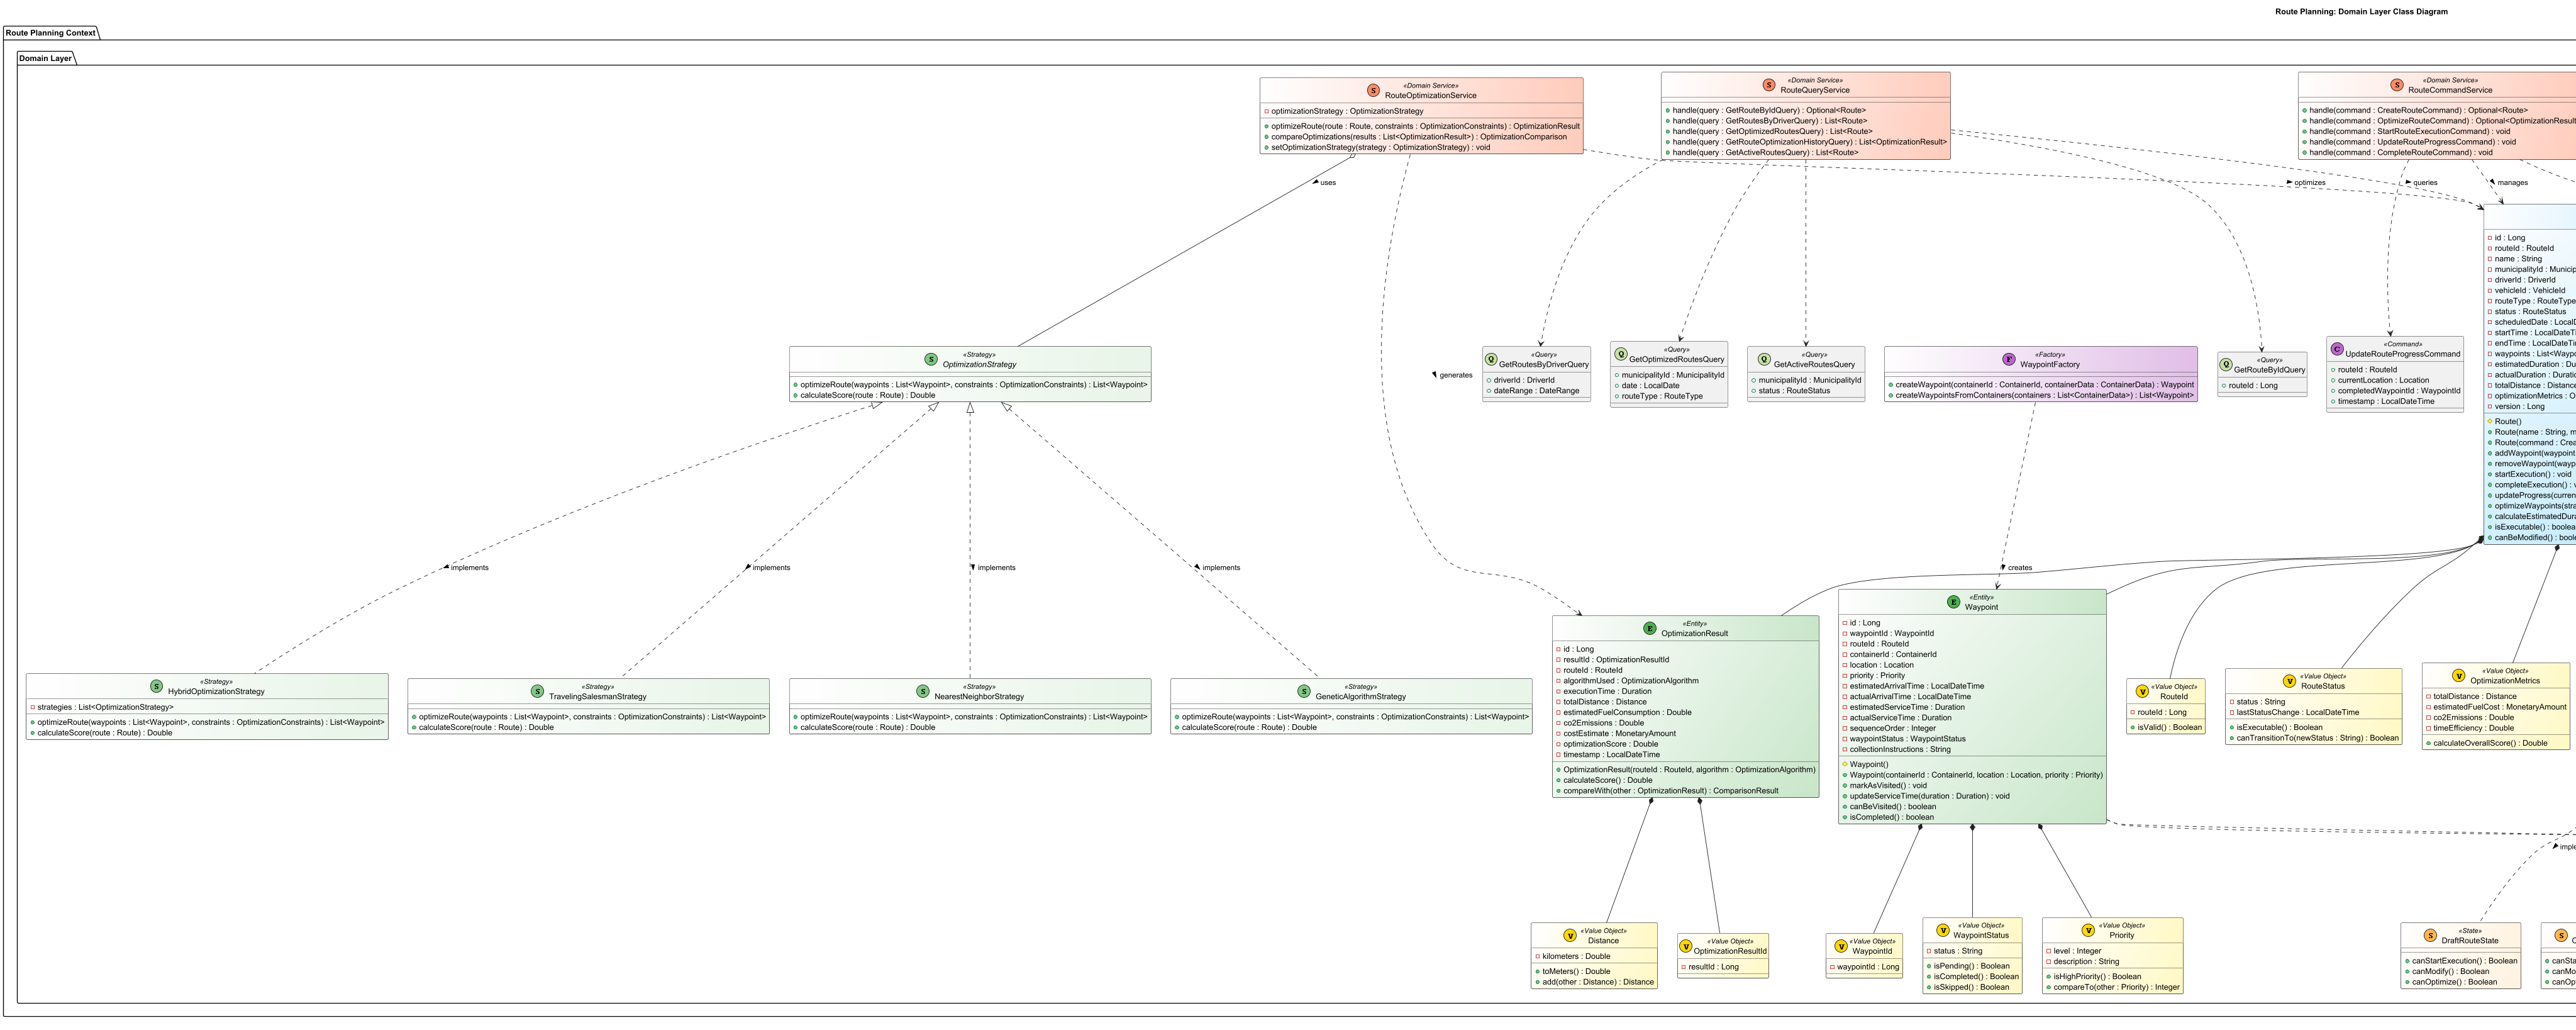 Route Planning: Domain Layer Class Diagram
Route Planning Context
Domain Layer
S
«Domain Service»
RouteOptimizationService
optimizationStrategy : OptimizationStrategy
optimizeRoute(route : Route, constraints : OptimizationConstraints) : OptimizationResult
compareOptimizations(results : List<OptimizationResult>) : OptimizationComparison
setOptimizationStrategy(strategy : OptimizationStrategy) : void
S
«Domain Service»
RouteQueryService
handle(query : GetRouteByIdQuery) : Optional<Route>
handle(query : GetRoutesByDriverQuery) : List<Route>
handle(query : GetOptimizedRoutesQuery) : List<Route>
handle(query : GetRouteOptimizationHistoryQuery) : List<OptimizationResult>
handle(query : GetActiveRoutesQuery) : List<Route>
S
«Domain Service»
RouteCommandService
handle(command : CreateRouteCommand) : Optional<Route>
handle(command : OptimizeRouteCommand) : Optional<OptimizationResult
handle(command : StartRouteExecutionCommand) : void
handle(command : UpdateRouteProgressCommand) : void
handle(command : CompleteRouteCommand) : void
uses
optimizes
queries
manages
id : Long
routeId : RouteId
name : String
municipalityId : Municip
driverId : DriverId
vehicleId : VehicleId
routeType : RouteType
status : RouteStatus
scheduledDate : LocalD
startTime : LocalDateTi
endTime : LocalDateTim
waypoints : List<Waypo
estimatedDuration : Du
actualDuration : Duratio
totalDistance : Distance
optimizationMetrics : O
version : Long
Route()
Route(name : String, m
Route(command : Crea
addWaypoint(waypoint
removeWaypoint(wayp
startExecution() : void
completeExecution() : v
updateProgress(curren
optimizeWaypoints(stra
calculateEstimatedDura
isExecutable() : boolea
canBeModified() : boole
S
«Strategy»
OptimizationStrategy
optimizeRoute(waypoints : List<Waypoint>, constraints : OptimizationConstraints) : List<Waypoint>
calculateScore(route : Route) : Double
generates
Q
«Query»
GetRoutesByDriverQuery
driverId : DriverId
dateRange : DateRange
Q
«Query»
GetOptimizedRoutesQuery
municipalityId : MunicipalityId
date : LocalDate
routeType : RouteType
Q
«Query»
GetActiveRoutesQuery
municipalityId : MunicipalityId
status : RouteStatus
F
«Factory»
WaypointFactory
createWaypoint(containerId : ContainerId, containerData : ContainerData) : Waypoint
createWaypointsFromContainers(containers : List<ContainerData>) : List<Waypoint>
Q
«Query»
GetRouteByIdQuery
routeId : Long
C
«Command»
UpdateRouteProgressCommand
routeId : RouteId
currentLocation : Location
completedWaypointId : WaypointId
timestamp : LocalDateTime
implements
implements
implements
implements
creates
S
«Strategy»
HybridOptimizationStrategy
strategies : List<OptimizationStrategy>
optimizeRoute(waypoints : List<Waypoint>, constraints : OptimizationConstraints) : List<Waypoint>
calculateScore(route : Route) : Double
S
«Strategy»
TravelingSalesmanStrategy
optimizeRoute(waypoints : List<Waypoint>, constraints : OptimizationConstraints) : List<Waypoint>
calculateScore(route : Route) : Double
S
«Strategy»
NearestNeighborStrategy
optimizeRoute(waypoints : List<Waypoint>, constraints : OptimizationConstraints) : List<Waypoint>
calculateScore(route : Route) : Double
S
«Strategy»
GeneticAlgorithmStrategy
optimizeRoute(waypoints : List<Waypoint>, constraints : OptimizationConstraints) : List<Waypoint>
calculateScore(route : Route) : Double
E
«Entity»
OptimizationResult
id : Long
resultId : OptimizationResultId
routeId : RouteId
algorithmUsed : OptimizationAlgorithm
executionTime : Duration
totalDistance : Distance
estimatedFuelConsumption : Double
co2Emissions : Double
costEstimate : MonetaryAmount
optimizationScore : Double
timestamp : LocalDateTime
OptimizationResult(routeId : RouteId, algorithm : OptimizationAlgorithm)
calculateScore() : Double
compareWith(other : OptimizationResult) : ComparisonResult
E
«Entity»
Waypoint
id : Long
waypointId : WaypointId
routeId : RouteId
containerId : ContainerId
location : Location
priority : Priority
estimatedArrivalTime : LocalDateTime
actualArrivalTime : LocalDateTime
estimatedServiceTime : Duration
actualServiceTime : Duration
sequenceOrder : Integer
waypointStatus : WaypointStatus
collectionInstructions : String
Waypoint()
Waypoint(containerId : ContainerId, location : Location, priority : Priority)
markAsVisited() : void
updateServiceTime(duration : Duration) : void
canBeVisited() : boolean
isCompleted() : boolean
V
«Value Object»
RouteId
routeId : Long
isValid() : Boolean
V
«Value Object»
RouteStatus
status : String
lastStatusChange : LocalDateTime
isExecutable() : Boolean
canTransitionTo(newStatus : String) : Boolean
V
«Value Object»
OptimizationMetrics
totalDistance : Distance
estimatedFuelCost : MonetaryAmount
co2Emissions : Double
timeEfficiency : Double
calculateOverallScore() : Double
imple
V
«Value Object»
Distance
kilometers : Double
toMeters() : Double
add(other : Distance) : Distance
V
«Value Object»
OptimizationResultId
resultId : Long
V
«Value Object»
WaypointId
waypointId : Long
V
«Value Object»
WaypointStatus
status : String
isPending() : Boolean
isCompleted() : Boolean
isSkipped() : Boolean
V
«Value Object»
Priority
level : Integer
description : String
isHighPriority() : Boolean
compareTo(other : Priority) : Integer
S
«State»
DraftRouteState
canStartExecution() : Boolean
canModify() : Boolean
canOptimize() : Boolean
S
canSta
canMo
canOp